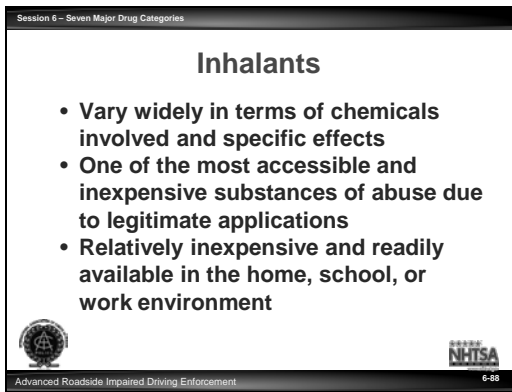 Session 6 – Seven Major Drug Categories
Inhalants
• Vary widely in terms of chemicals
involved and specific effects
• One of the most accessible and
inexpensive substances of abuse due
to legitimate applications
• Relatively inexpensive and readily
available in the home, school, or
work environment
NHTSA
Advanced Roadside Impaired Driving Enforcement
6-88